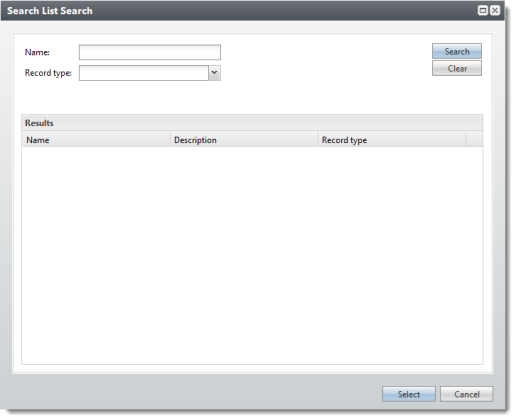 Search List Search
Name:
Search
Record type:
Clear
Results
Name Description Record type
Select Cancel